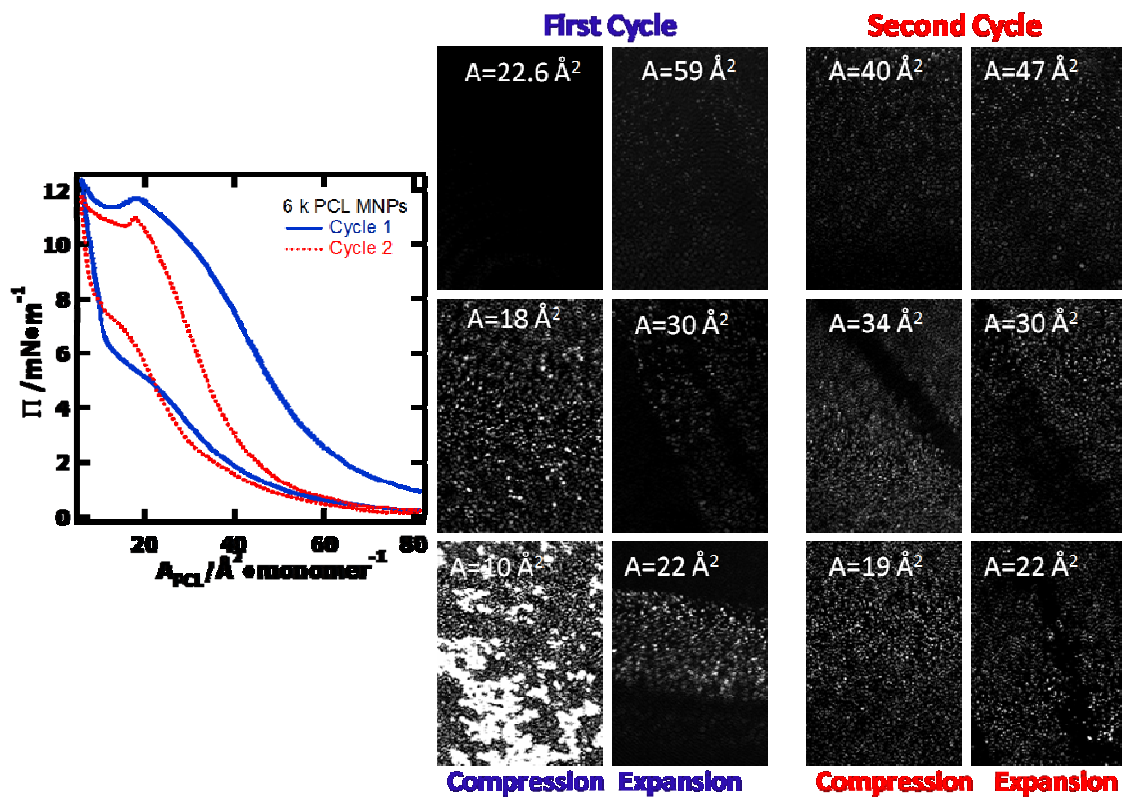 First Cycle
Second Cycle
A=22.6 Å²
A=59 Å²
A=40 Å²
A=47 Å²
12
10
8
6
4
2
0
Π /mN•m⁻¹
6 k PCL MNPs
Cycle 1
Cycle 2
20
40
60
80
A_PCL/Å²•monomer⁻¹
A=18 Å²
A=30 Å²
A=34 Å²
A=30 Å²
A=10 Å²
A=22 Å²
A=19 Å²
A=22 Å²
Compression
Expansion
Compression
Expansion